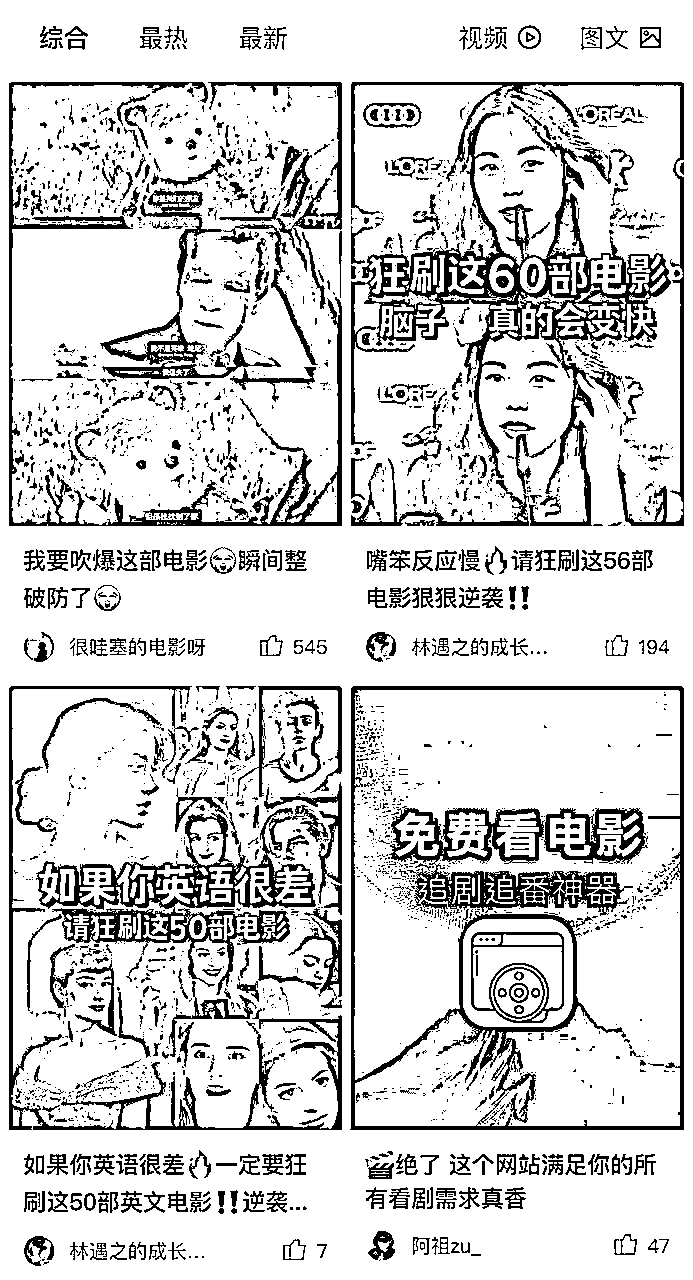 综合 最热 最新 视频 图文
OREAL
LOREA
狂刷这60部电影
脑子 真的会变快
LORE
我要吹爆这部电影😭瞬间整
破防了😭
很哇塞的电影呀 545
嘴笨反应慢🔥请狂刷这56部
电影狠狠逆袭‼️
林遇之的成长... 194
如果你英语很差
请狂刷这50部电影
免费看电影
追剧追番神器
如果你英语很差🔥一定要狂
刷这50部英文电影‼️逆袭...
林遇之的成长... 7
🎬绝了 这个网站满足你的所
有看剧需求真香
阿祖zu_ 47